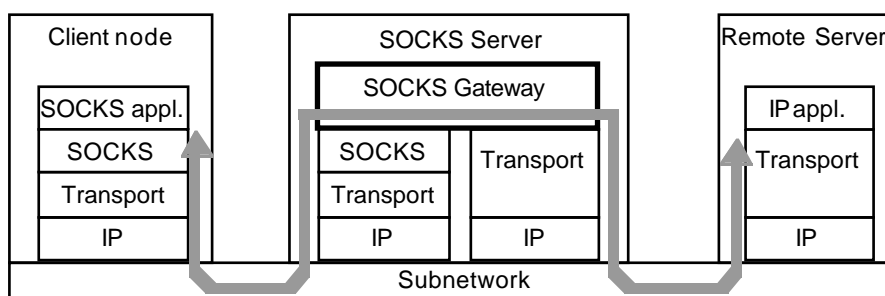 Client node
SOCKS Server
Remote Server
SOCKS Gateway
SOCKS appl.
IP appl.
SOCKS
SOCKS
Transport
Transport
Transport
Transport
IP
IP
IP
IP
Subnetwork